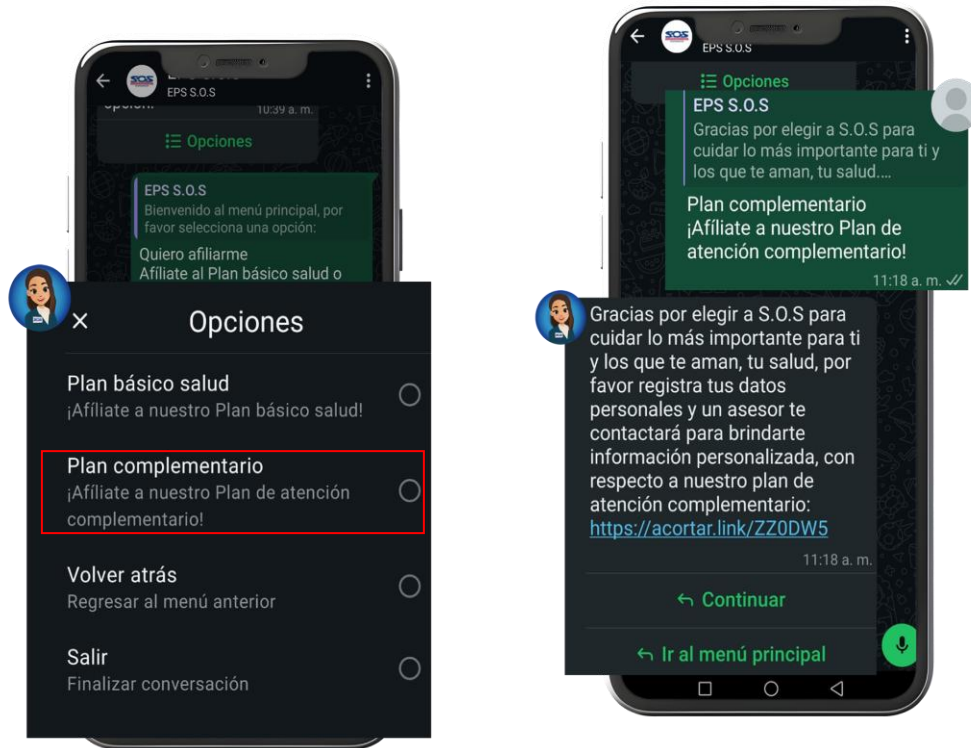 EPS S.O.S
opción.
10:39 a. m.
Opciones
EPS S.O.S
Bienvenido al menú principal, por
favor selecciona una opción:
Quiero afiliarme
Afíliate al Plan básico salud o
Opciones
Plan básico salud
¡Afíliate a nuestro Plan básico salud!
Plan complementario
¡Afíliate a nuestro Plan de atención
complementario!
Volver atrás
Regresar al menú anterior
Salir
Finalizar conversación
S.O.S
EPS S.O.S
Opciones
EPS S.O.S
Gracias por elegir a S.O.S para
cuidar lo más importante para ti y
los que te aman, tu salud....
Plan complementario
¡Afíliate a nuestro Plan de
atención complementario!
11:18 a. m.
Gracias por elegir a S.O.S para
cuidar lo más importante para ti
y los que te aman, tu salud, por
favor registra tus datos
personales y un asesor te
contactará para brindarte
información personalizada, con
respecto a nuestro plan de
atención complementario:
https://acortar.link/ZZ0DW5
11:18 a. m.
Continuar
Ir al menú principal